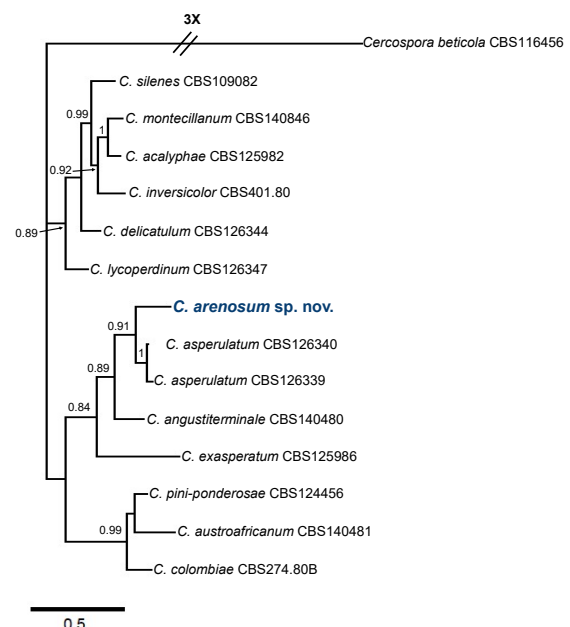 3X
Cercospora beticola CBS116456
C. silenes CBS109082
0.99
C. montecillanum CBS140846
1
C. acalyphae CBS125982
0.92
C. inversicolor CBS401.80
C. delicatulum CBS126344
0.89
C. lycoperdinum CBS126347
C. arenosum sp. nov.
0.91
C. asperulatum CBS126340
1
C. asperulatum CBS126339
0.89
C. angustiterminale CBS140480
0.84
C. exasperatum CBS125986
C. pini-ponderosae CBS124456
0.99
C. austroafricanum CBS140481
C. colombiae CBS274.80B
0.5